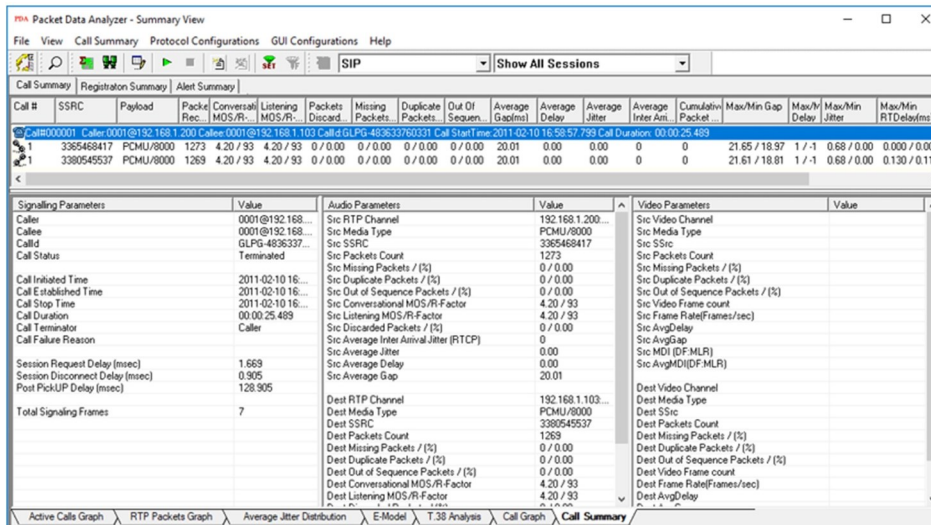 PDA Packet Data Analyzer - Summary View
File View Call Summary Protocol Configurations GUI Configurations Help
SET SIP Show All Sessions
Call Summary Registraton Summary Alert Summary
Call # SSRC Payload Packe Conversati Listening Packets Missing Duplicate Out Of Average Average Average Average Cumulativ Max/Min Gap Max/M Max/Min Max/Min
Rec... MOS/R-... MOS/R-... Discard... Packets... Packets... Sequen... Gap(ms) Delay Jitter Inter Arri... Packet ... Delay Jitter RTDelay(ms
Call#000001 Caller:0001@192.168.1.200 Callee:0001@192.168.1.103 CallId:GLPG-483633760331 Call StartTime:2011-02-10 16:58:57.799 Call Duration: 00:00:25.489
1 3365468417 PCMU/8000 1273 4.20 / 93 4.20 / 93 0 / 0.00 0 / 0.00 0 / 0.00 0 / 0.00 20.01 0.00 0.00 0 0 21.65 / 18.97 1 / -1 0.68 / 0.00 0.000 / 0.00
1 3380545537 PCMU/8000 1269 4.20 / 93 4.20 / 93 0 / 0.00 0 / 0.00 0 / 0.00 0 / 0.00 20.01 0.00 0.00 0 0 21.61 / 18.81 1 / -1 0.68 / 0.00 0.130 / 0.11
Signalling Parameters Value
Caller 0001@192.168....
Callee 0001@192.168....
CallId GLPG-4836337...
Call Status Terminated
Call Initiated Time 2011-02-10 16:...
Call Established Time 2011-02-10 16:...
Call Stop Time 2011-02-10 16:...
Call Duration 00:00:25.489
Call Terminator Caller
Call Failure Reason
Session Request Delay (msec) 1.669
Session Disconnect Delay (msec) 0.905
Post PickUP Delay (msec) 128.905
Total Signaling Frames 7
Audio Parameters Value
Src RTP Channel 192.168.1.200:...
Src Media Type PCMU/8000
Src SSRC 3365468417
Src Packets Count 1273
Src Missing Packets / (%) 0 / 0.00
Src Duplicate Packets / (%) 0 / 0.00
Src Out of Sequence Packets / (%) 0 / 0.00
Src Conversational MOS/R-Factor 4.20 / 93
Src Listening MOS/R-Factor 4.20 / 93
Src Discarded Packets / (%) 0 / 0.00
Src Average Inter Arrival Jitter (RTCP) 0
Src Average Jitter 0.00
Src Average Delay 0.00
Src Average Gap 20.01
Dest RTP Channel 192.168.1.103:...
Dest Media Type PCMU/8000
Dest SSRC 3380545537
Dest Packets Count 1269
Dest Missing Packets / (%) 0 / 0.00
Dest Duplicate Packets / (%) 0 / 0.00
Dest Out of Sequence Packets / (%) 0 / 0.00
Dest Conversational MOS/R-Factor 4.20 / 93
Dest Listening MOS/R-Factor 4.20 / 93
Video Parameters Value
Src Video Channel
Src Media Type
Src SSrc
Src Packets Count
Src Missing Packets / (%)
Src Duplicate Packets / (%)
Src Out of Sequence Packets / (%)
Src Video Frame count
Src Frame Rate(Frames/sec)
Src AvgDelay
Src AvgGap
Src MDI (DF:MLR)
Src AvgMDI(DF:MLR)
Dest Video Channel
Dest Media Type
Dest SSrc
Dest Packets Count
Dest Missing Packets / (%)
Dest Duplicate Packets / (%)
Dest Out of Sequence Packets / (%)
Dest Video Frame count
Dest Frame Rate(Frames/sec)
Dest AvgDelay
Active Calls Graph RTP Packets Graph Average Jitter Distribution E-Model T.38 Analysis Call Graph Call Summary